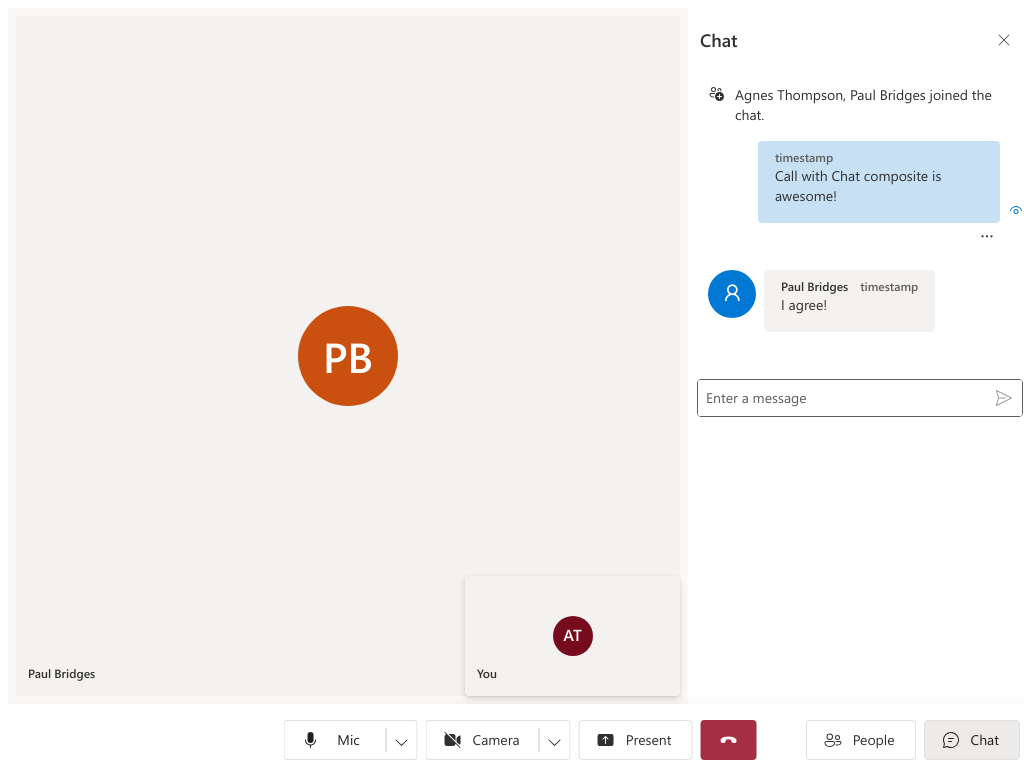 Chat
Agnes Thompson, Paul Bridges joined the
chat.
timestamp
Call with Chat composite is
awesome!
...
Paul Bridges timestamp
I agree!
Enter a message
PB
AT
Paul Bridges
You
Mic
Camera
Present
People
Chat